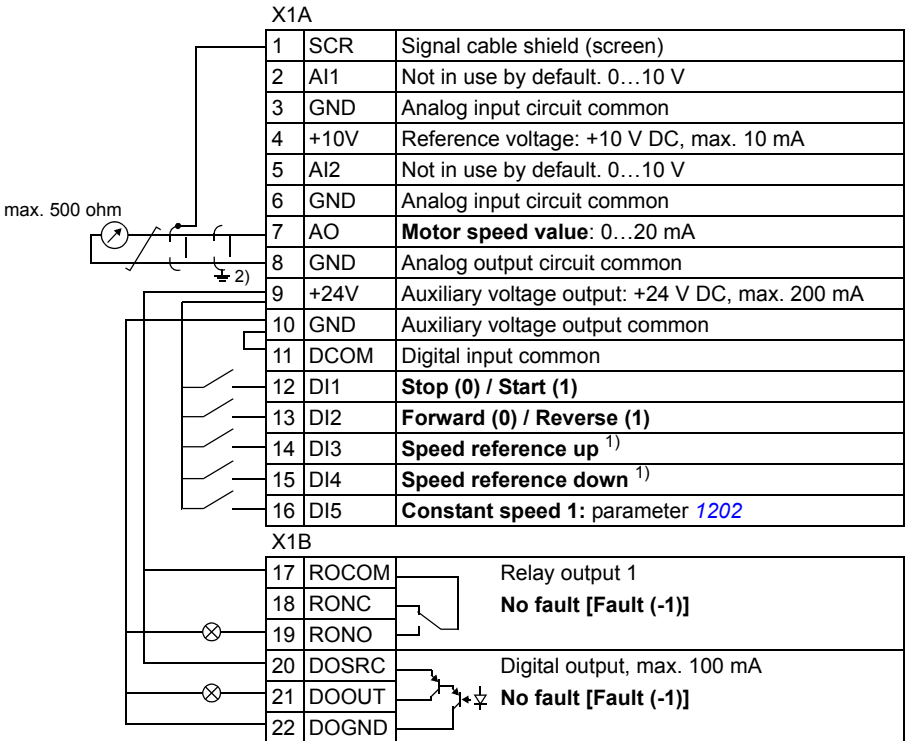 X1A
1 SCR Signal cable shield (screen)
2 AI1 Not in use by default. 0…10 V
3 GND Analog input circuit common
4 +10V Reference voltage: +10 V DC, max. 10 mA
5 AI2 Not in use by default. 0…10 V
6 GND Analog input circuit common
max. 500 ohm
7 AO Motor speed value: 0…20 mA
8 GND Analog output circuit common
2)
9 +24V Auxiliary voltage output: +24 V DC, max. 200 mA
10 GND Auxiliary voltage output common
11 DCOM Digital input common
12 DI1 Stop (0) / Start (1)
13 DI2 Forward (0) / Reverse (1)
14 DI3 Speed reference up 1)
15 DI4 Speed reference down 1)
16 DI5 Constant speed 1: parameter 1202
X1B
17 ROCOM Relay output 1
18 RONC No fault [Fault (-1)]
19 RONO
20 DOSRC Digital output, max. 100 mA
21 DOOUT No fault [Fault (-1)]
22 DOGND